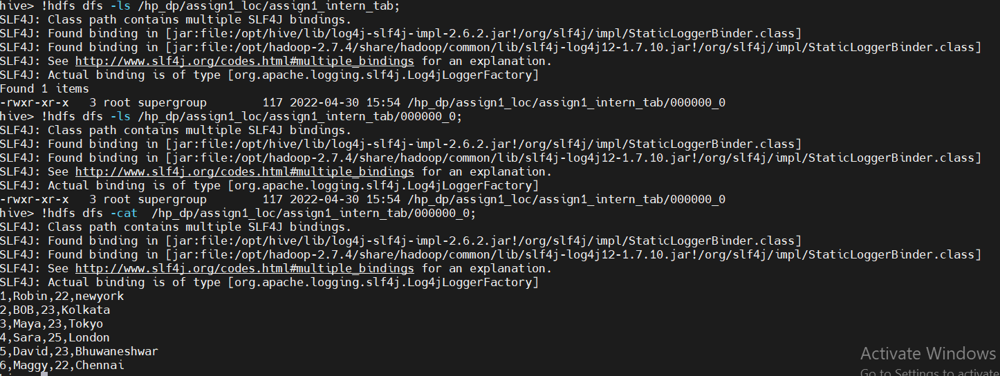 hive> !hdfs dfs -ls /hp_dp/assign1_loc/assign1_intern_tab;
SLF4J: Class path contains multiple SLF4J bindings.
SLF4J: Found binding in [jar:file:/opt/hive/lib/log4j-slf4j-impl-2.6.2.jar!/org/slf4j/impl/StaticLoggerBinder.class]
SLF4J: Found binding in [jar:file:/opt/hadoop-2.7.4/share/hadoop/common/lib/slf4j-log4j12-1.7.10.jar!/org/slf4j/impl/StaticLoggerBinder.class]
SLF4J: See http://www.slf4j.org/codes.html#multiple_bindings for an explanation.
SLF4J: Actual binding is of type [org.apache.logging.slf4j.Log4jLoggerFactory]
Found 1 items
-rwxr-xr-x   3 root supergroup        117 2022-04-30 15:54 /hp_dp/assign1_loc/assign1_intern_tab/000000_0
hive> !hdfs dfs -ls /hp_dp/assign1_loc/assign1_intern_tab/000000_0;
SLF4J: Class path contains multiple SLF4J bindings.
SLF4J: Found binding in [jar:file:/opt/hive/lib/log4j-slf4j-impl-2.6.2.jar!/org/slf4j/impl/StaticLoggerBinder.class]
SLF4J: Found binding in [jar:file:/opt/hadoop-2.7.4/share/hadoop/common/lib/slf4j-log4j12-1.7.10.jar!/org/slf4j/impl/StaticLoggerBinder.class]
SLF4J: See http://www.slf4j.org/codes.html#multiple_bindings for an explanation.
SLF4J: Actual binding is of type [org.apache.logging.slf4j.Log4jLoggerFactory]
-rwxr-xr-x   3 root supergroup        117 2022-04-30 15:54 /hp_dp/assign1_loc/assign1_intern_tab/000000_0
hive> !hdfs dfs -cat  /hp_dp/assign1_loc/assign1_intern_tab/000000_0;
SLF4J: Class path contains multiple SLF4J bindings.
SLF4J: Found binding in [jar:file:/opt/hive/lib/log4j-slf4j-impl-2.6.2.jar!/org/slf4j/impl/StaticLoggerBinder.class]
SLF4J: Found binding in [jar:file:/opt/hadoop-2.7.4/share/hadoop/common/lib/slf4j-log4j12-1.7.10.jar!/org/slf4j/impl/StaticLoggerBinder.class]
SLF4J: See http://www.slf4j.org/codes.html#multiple_bindings for an explanation.
SLF4J: Actual binding is of type [org.apache.logging.slf4j.Log4jLoggerFactory]
1,Robin,22,newyork
2,BOB,23,Kolkata
3,Maya,23,Tokyo
4,Sara,25,London
5,David,23,Bhuwaneshwar
6,Maggy,22,Chennai
Activate Windows
Go to Settings to activate